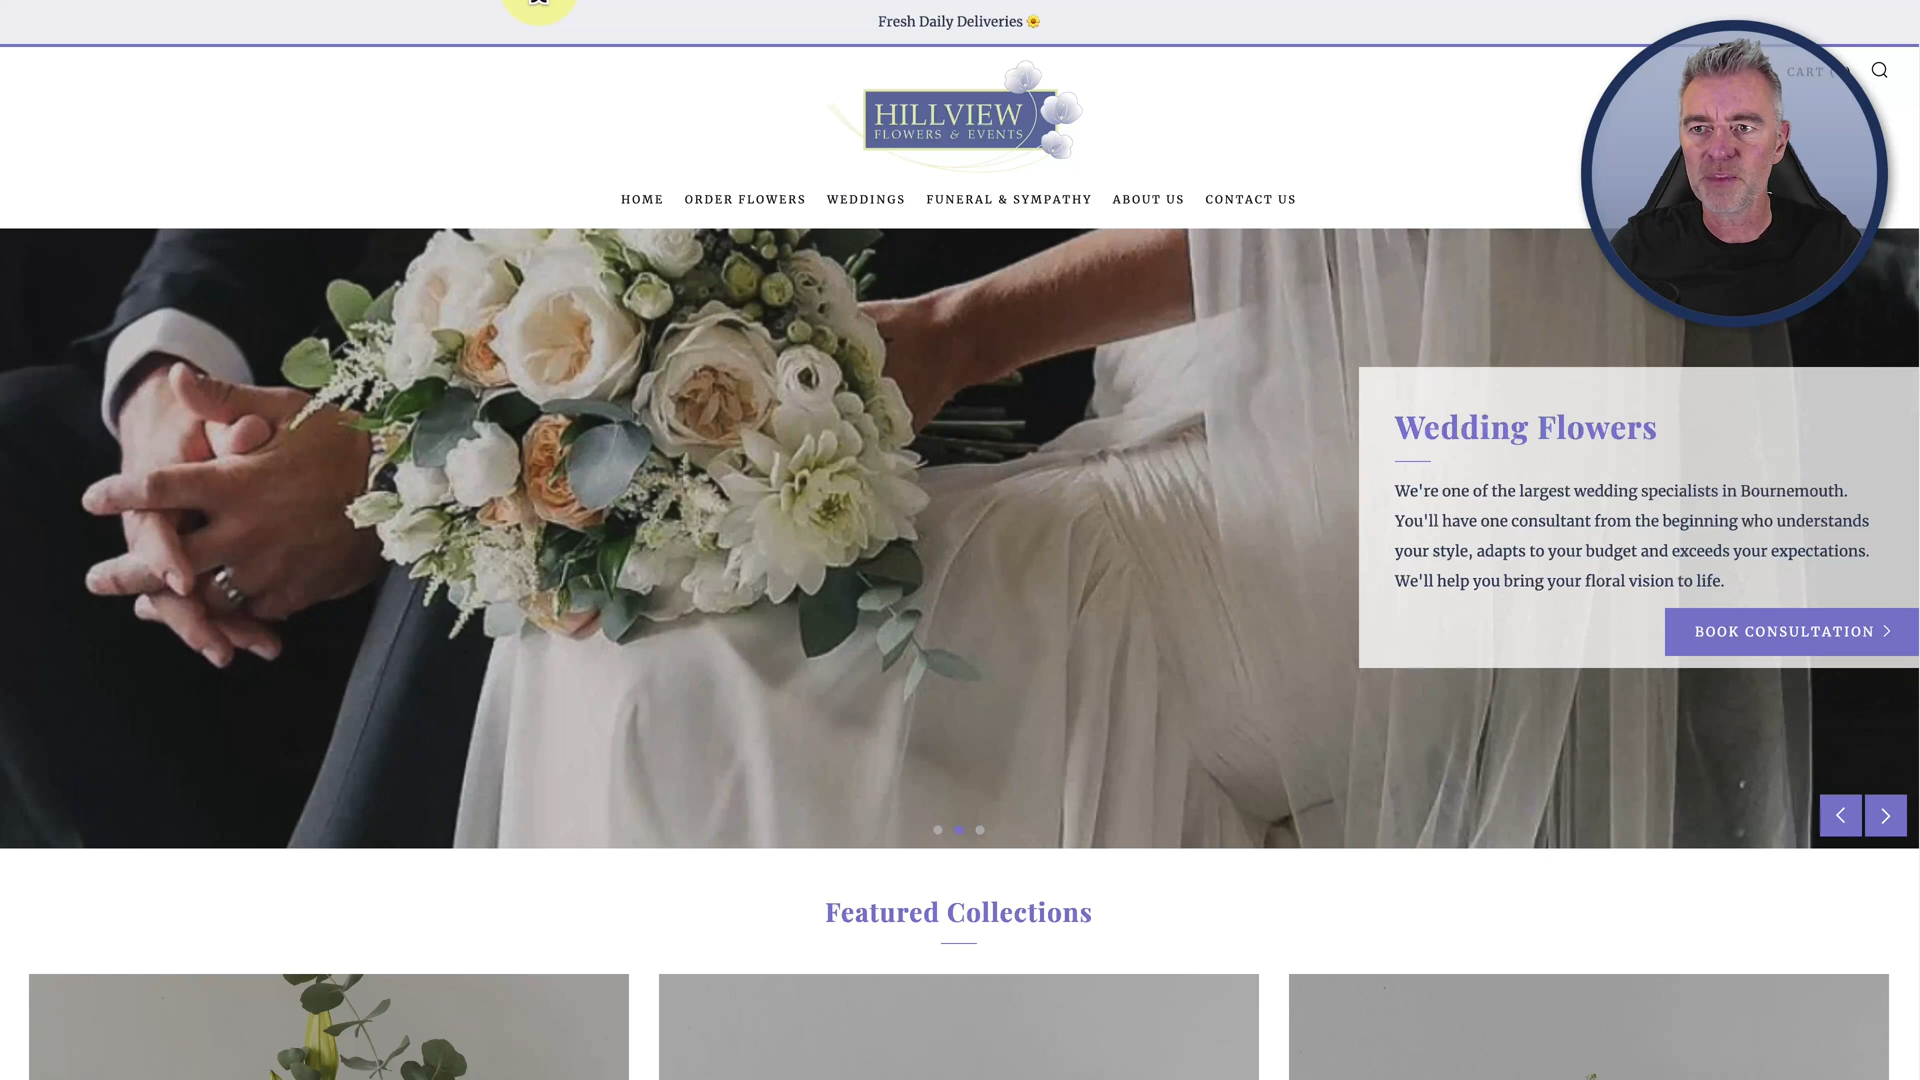 Fresh Daily Deliveries 🌼
CART (
HILLVIEW
FLOWERS & EVENTS
HOME ORDER FLOWERS WEDDINGS FUNERAL & SYMPATHY ABOUT US CONTACT US
Wedding Flowers
We're one of the largest wedding specialists in Bournemouth.
You'll have one consultant from the beginning who understands
your style, adapts to your budget and exceeds your expectations.
We'll help you bring your floral vision to life.
BOOK CONSULTATION
Featured Collections